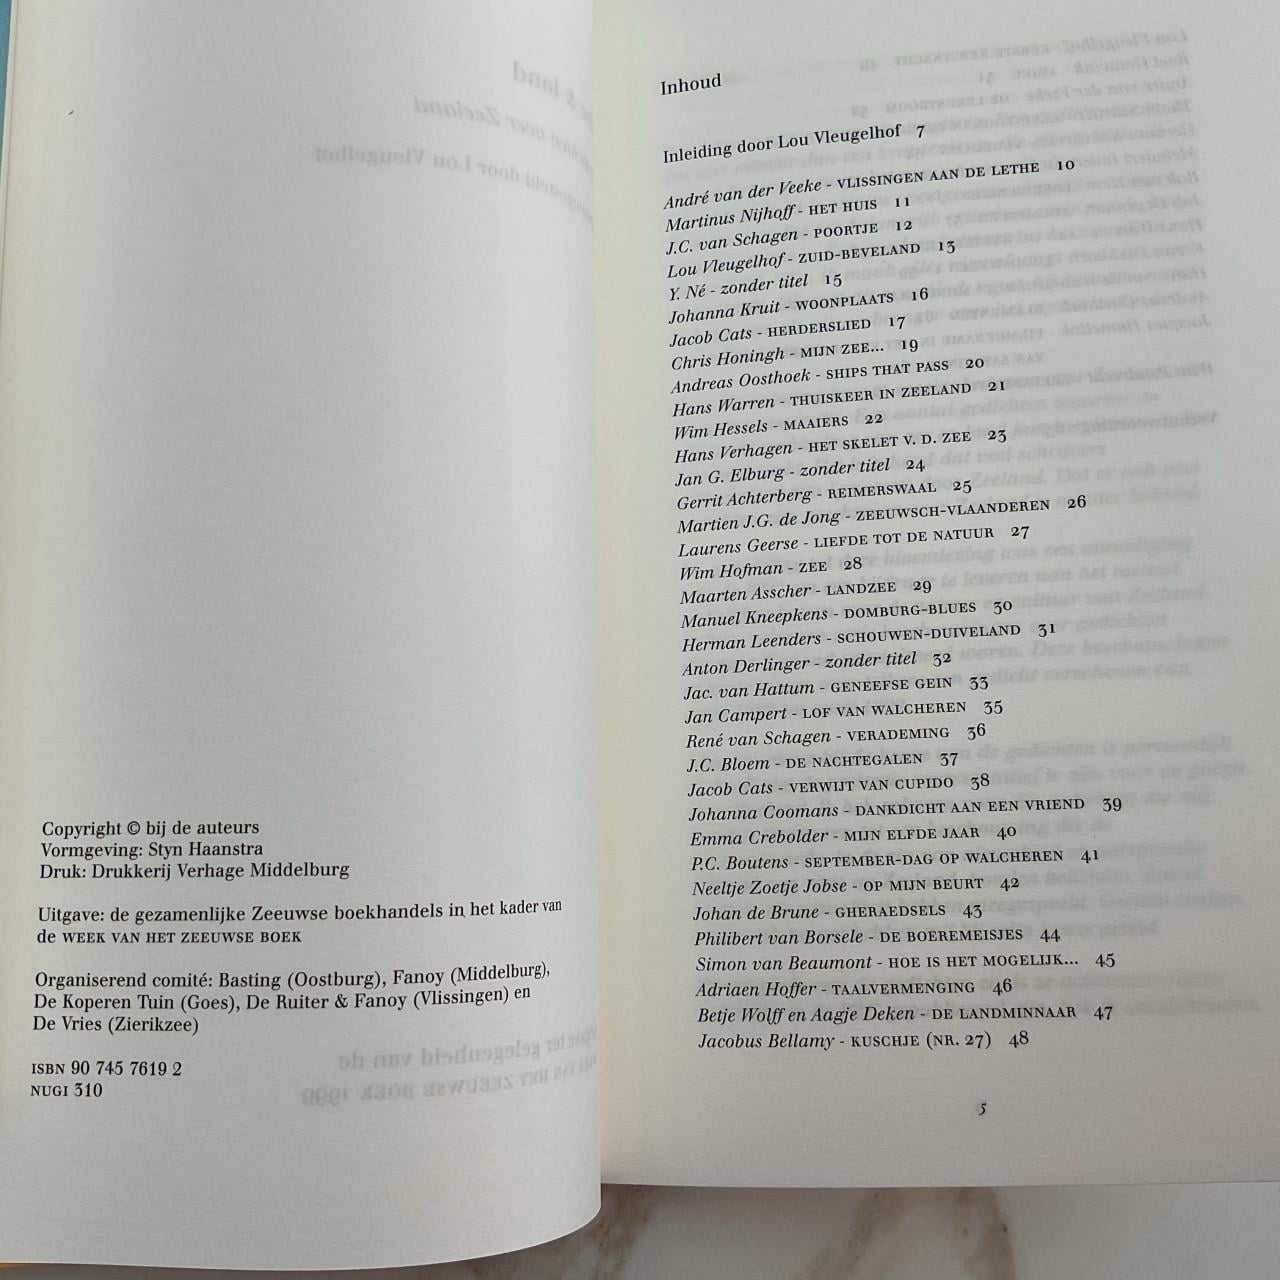 Copyright © bij de auteurs
Vormgeving: Styn Haanstra
Druk: Drukkerij Verhage Middelburg
Uitgave: de gezamenlijke Zeeuwse boekhandels in het kader van
de WEEK VAN HET ZEEUWSE BOEK
Organiserend comité: Basting (Oostburg), Fanoy (Middelburg),
De Koperen Tuin (Goes), De Ruiter & Fanoy (Vlissingen) en
De Vries (Zierikzee)
ISBN 90 745 7619 2
NUGI 310
Inhoud
Inleiding door Lou Vleugelhof 7
André van der Veeke - VLISSINGEN AAN DE LETHE 10
Martinus Nijhoff - HET HUIS 11
J.C. van Schagen - POORTJE 12
Lou Vleugelhof - ZUID-BEVELAND 13
Y. Né - zonder titel 15
Johanna Kruit - WOONPLAATS 16
Jacob Cats - HERDERSLIED 17
Chris Honingh - MIJN ZEE... 19
Andreas Oosthoek - SHIPS THAT PASS 20
Hans Warren - THUISKEER IN ZEELAND 21
Wim Hessels - MAAIERS 22
Hans Verhagen - HET SKELET V. D. ZEE 23
Jan G. Elburg - zonder titel 24
Gerrit Achterberg - REIMERSWAAL 25
Martien J.G. de Jong - ZEEUWSCH-VLAANDEREN 26
Laurens Geerse - LIEFDE TOT DE NATUUR 27
Wim Hofman - ZEE 28
Maarten Asscher - LANDZEE 29
Manuel Kneepkens - DOMBURG-BLUES 30
Herman Leenders - SCHOUWEN-DUIVELAND 31
Anton Derlinger - zonder titel 32
Jac. van Hattum - GENEEFSE GEIN 33
Jan Campert - LOF VAN WALCHEREN 35
René van Schagen - VERADEMING 36
J.C. Bloem - DE NACHTEGALEN 37
Jacob Cats - VERWIJT VAN CUPIDO 38
Johanna Coomans - DANKDICHT AAN EEN VRIEND 39
Emma Crebolder - MIJN ELFDE JAAR 40
P.C. Boutens - SEPTEMBER-DAG OP WALCHEREN 41
Neeltje Zoetje Jobse - OP MIJN BEURT 42
Johan de Brune - GHERAEDSELS 43
Philibert van Borsele - DE BOEREMEISJES 44
Simon van Beaumont - HOE IS HET MOGELIJK... 45
Adriaen Hoffer - TAALVERMENGING 46
Betje Wolff en Aagje Deken - DE LANDMINNAAR 47
Jacobus Bellamy - KUSCHJE (NR. 27) 48
5